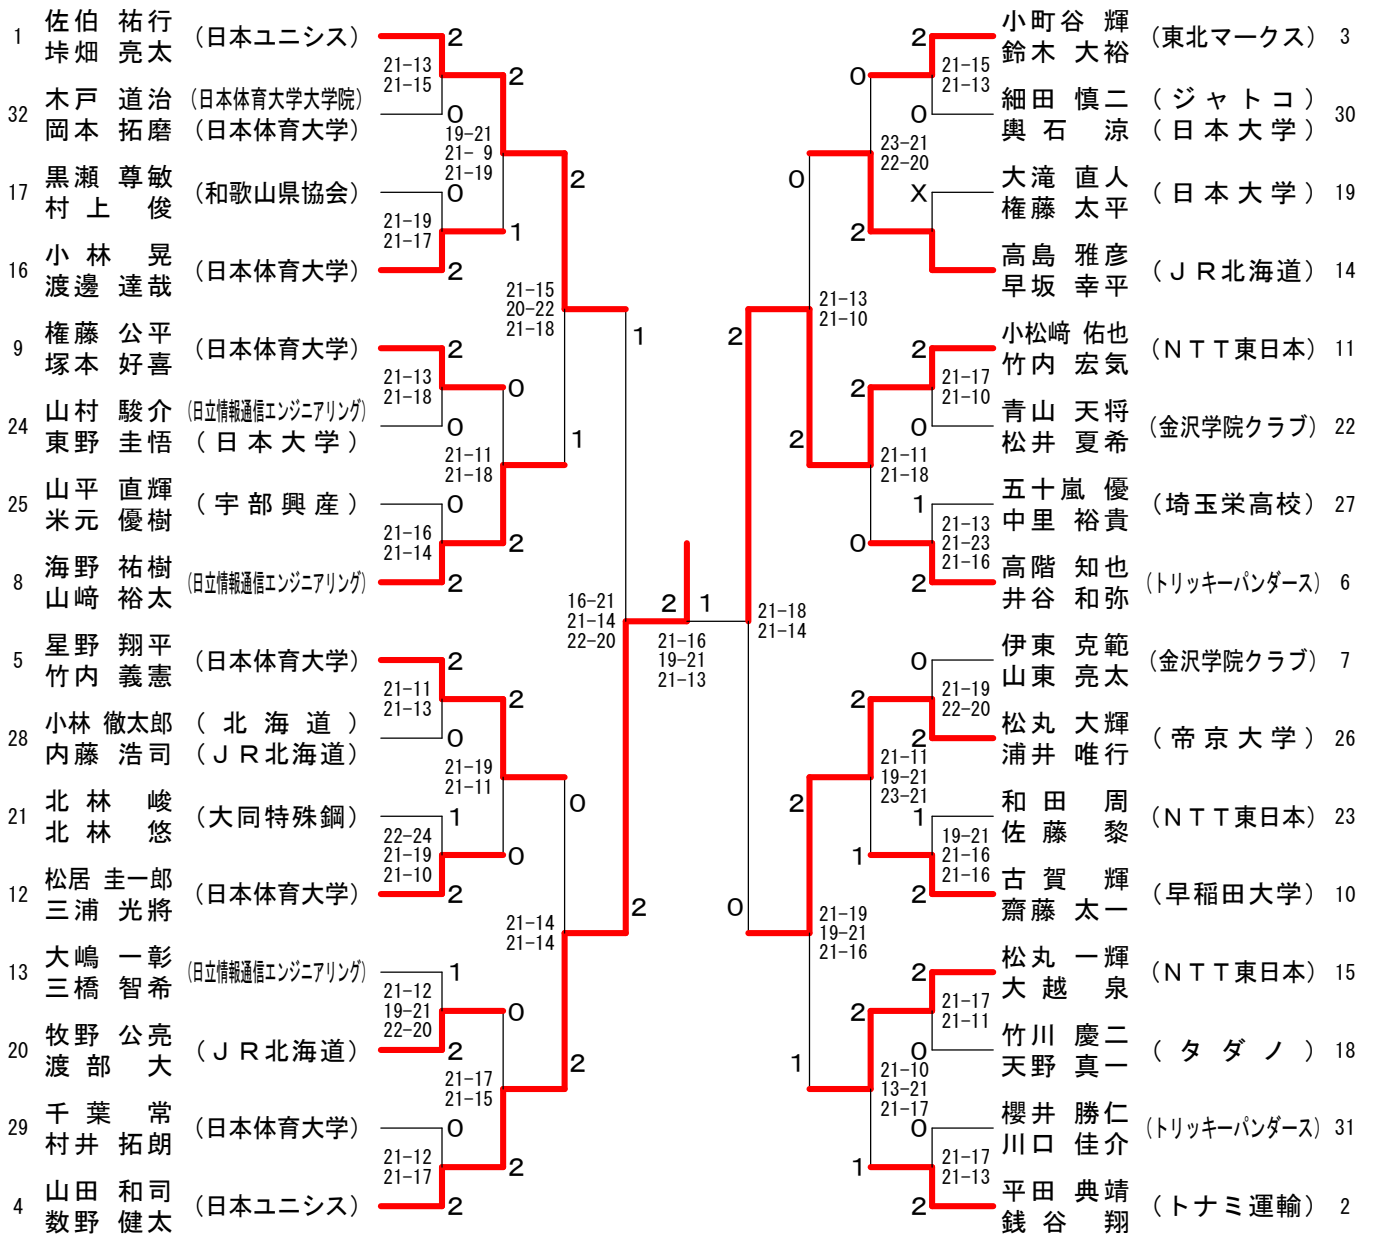 1 佐伯 祐行 (日本ユニシス) 2
垰畑 亮太
21-13
21-15
2
32 木戸 道治 (日本体育大学大学院) 0
岡本 拓磨 (日本体育大学)
19-21
21- 9
21-19
2
17 黒瀬 尊敏 (和歌山県協会) 0
村上 俊
21-19
21-17
1
16 小林 晃 (日本体育大学) 2
渡邊 達哉
21-15
20-22
21-18
1
9 権藤 公平 (日本体育大学) 2
塚本 好喜
21-13
21-18
0
24 山村 駿介 (日立情報通信エンジニアリング) 0
東野 圭悟 (日本大学)
21-11
21-18
1
25 山平 直輝 (宇部興産) 0
米元 優樹
21-16
21-14
2
8 海野 祐樹 (日立情報通信エンジニアリング) 2
山﨑 裕太
16-21
21-14
22-20
5 星野 翔平 (日本体育大学) 2
竹内 義憲
21-11
21-13
2
28 小林 徹太郎 (北海道) 0
内藤 浩司 (JR北海道)
21-19
21-11
0
21 北林 峻 (大同特殊鋼) 1
北林 悠
22-24
21-19
21-10
0
12 松居 圭一郎 (日本体育大学) 2
三浦 光將
21-14
21-14
2
13 大嶋 一彰 (日立情報通信エンジニアリング) 1
三橋 智希
21-12
19-21
22-20
0
20 牧野 公亮 (JR北海道) 2
渡部 大
21-17
21-15
2
29 千葉 常 (日本体育大学) 0
村井 拓朗
21-12
21-17
2
4 山田 和司 (日本ユニシス) 2
数野 健太
2 1
21-16
19-21
21-13
2 小町谷 輝 (東北マークス) 3
鈴木 大裕
0
21-15
21-13
0 細田 慎二 (ジャトコ) 30
輿石 涼 (日本大学)
23-21
22-20
0
X 大滝 直人 (日本大学) 19
権藤 太平
2
高島 雅彦 (JR北海道) 14
早坂 幸平
21-13
21-10
2
2 小松﨑 佑也 (NTT東日本) 11
竹内 宏気
2
21-17
21-10
0 青山 天将 (金沢学院クラブ) 22
松井 夏希
2
21-11
21-18
1 五十嵐 優 (埼玉栄高校) 27
中里 裕貴
0
21-13
21-23
21-16
2 高階 知也 (トリッキーパンダース) 6
井谷 和弥
21-18
21-14
0 伊東 克範 (金沢学院クラブ) 7
山東 亮太
2
21-19
22-20
2 松丸 大輝 (帝京大学) 26
浦井 唯行
21-11
19-21
23-21
2
1 和田 周 (NTT東日本) 23
佐藤 黎
1
19-21
21-16
21-16
2 古賀 輝 (早稲田大学) 10
齋藤 太一
0
21-19
19-21
21-16
2 松丸 一輝 (NTT東日本) 15
大越 泉
2
21-17
21-11
0 竹川 慶二 (タダノ) 18
天野 真一
1
21-10
13-21
21-17
0 櫻井 勝仁 (トリッキーパンダース) 31
川口 佳介
1
21-17
21-13
2 平田 典靖 (トナミ運輸) 2
銭谷 翔